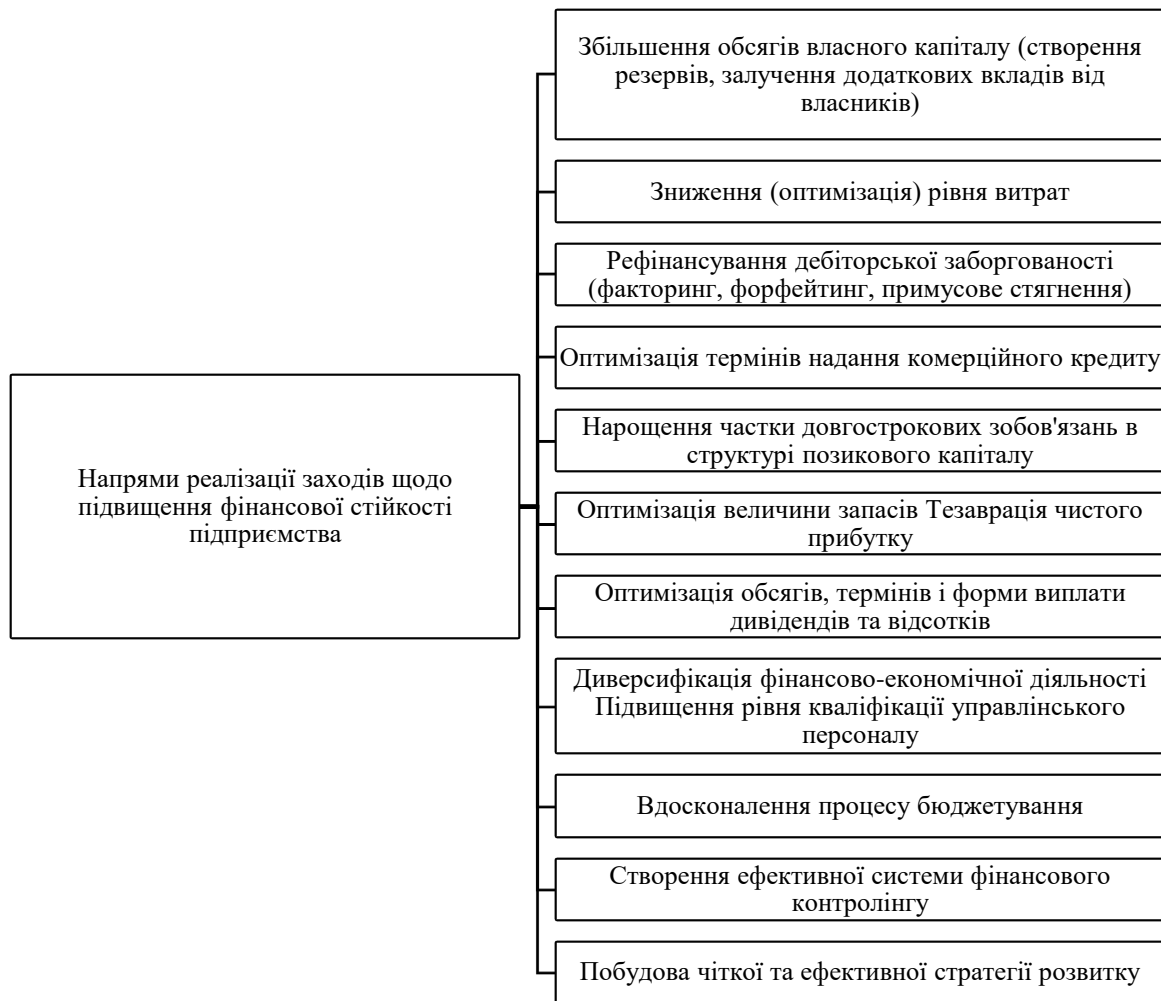 Напрями реалізації заходів щодо
підвищення фінансової стійкості
підприємства
Збільшення обсягів власного капіталу (створення
резервів, залучення додаткових вкладів від
власників)
Зниження (оптимізація) рівня витрат
Рефінансування дебіторської заборгованості
(факторинг, форфейтинг, примусове стягнення)
Оптимізація термінів надання комерційного кредиту
Нарощення частки довгострокових зобов'язань в
структурі позикового капіталу
Оптимізація величини запасів Тезаврація чистого
прибутку
Оптимізація обсягів, термінів і форми виплати
дивідендів та відсотків
Диверсифікація фінансово-економічної діяльності
Підвищення рівня кваліфікації управлінського
персоналу
Вдосконалення процесу бюджетування
Створення ефективної системи фінансового
контролінгу
Побудова чіткої та ефективної стратегії розвитку